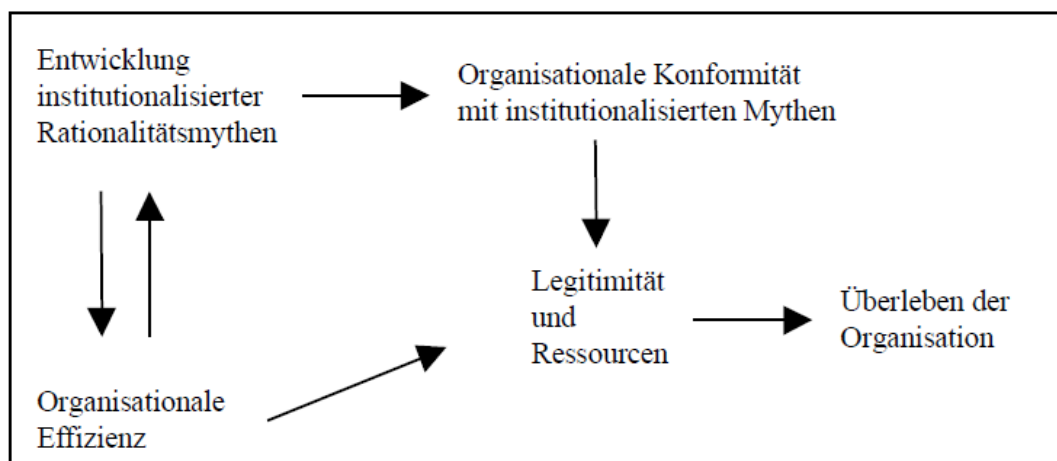 Entwicklung
institutionalisierter
Rationalitätsmythen
Organisationale Konformität
mit institutionalisierten Mythen
Legitimität
und
Ressourcen
Überleben der
Organisation
Organisationale
Effizienz